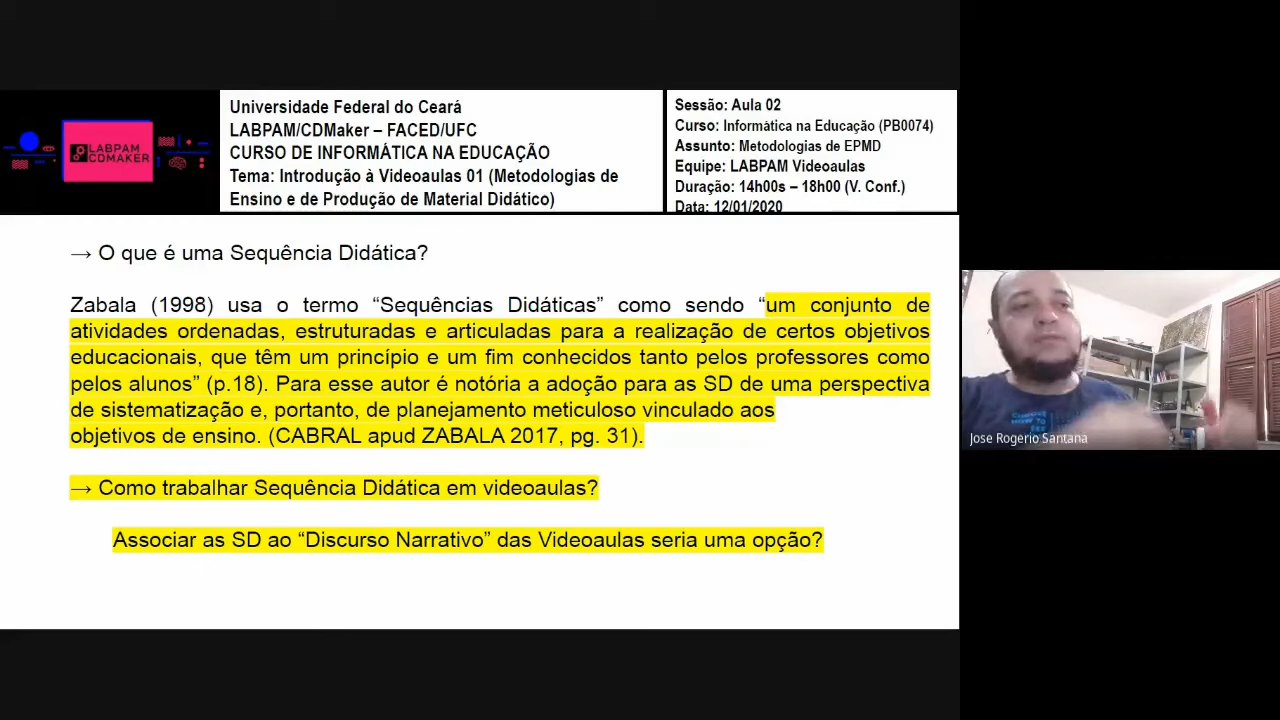 LABPAM
CDMAKER
Universidade Federal do Ceará
LABPAM/CDMaker – FACED/UFC
CURSO DE INFORMÁTICA NA EDUCAÇÃO
Tema: Introdução à Videoaulas 01 (Metodologias de
Ensino e de Produção de Material Didático)
Sessão: Aula 02
Curso: Informática na Educação (PB0074)
Assunto: Metodologias de EPMD
Equipe: LABPAM Videoaulas
Duração: 14h00s – 18h00 (V. Conf.)
Data: 12/01/2020
→ O que é uma Sequência Didática?
Zabala (1998) usa o termo “Sequências Didáticas” como sendo “um conjunto de
atividades ordenadas, estruturadas e articuladas para a realização de certos objetivos
educacionais, que têm um princípio e um fim conhecidos tanto pelos professores como
pelos alunos” (p.18). Para esse autor é notória a adoção para as SD de uma perspectiva
de sistematização e, portanto, de planejamento meticuloso vinculado aos
objetivos de ensino. (CABRAL apud ZABALA 2017, pg. 31).
→ Como trabalhar Sequência Didática em videoaulas?
Associar as SD ao “Discurso Narrativo” das Videoaulas seria uma opção?
Jose Rogerio Santana